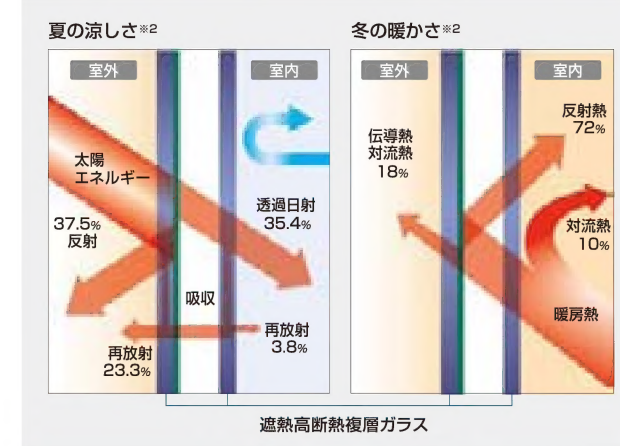 夏の涼しさ※2
室外
室内
太陽
エネルギー
37.5%
反射
透過日射
35.4%
吸収
再放射
3.8%
再放射
23.3%
冬の暖かさ※2
室外
室内
伝導熱
対流熱
18%
反射熱
72%
対流熱
10%
暖房熱
遮熱高断熱複層ガラス